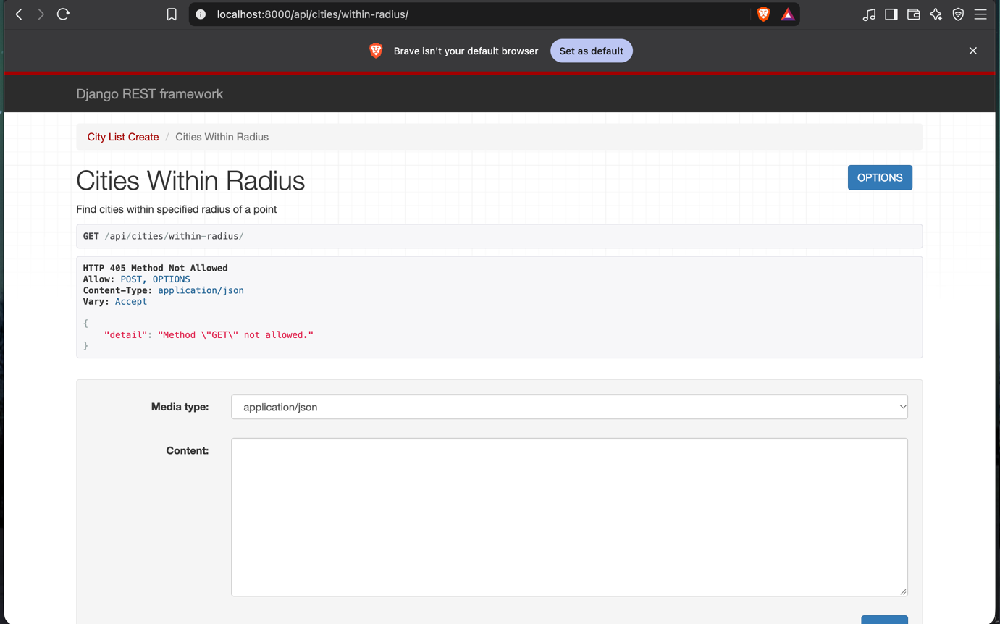 localhost:8000/api/cities/within-radius/
Brave isn't your default browser Set as default
Django REST framework
City List Create / Cities Within Radius
Cities Within Radius
OPTIONS
Find cities within specified radius of a point
GET /api/cities/within-radius/
HTTP 405 Method Not Allowed
Allow: POST, OPTIONS
Content-Type: application/json
Vary: Accept
{
    "detail": "Method \"GET\" not allowed."
}
Media type: application/json
Content: